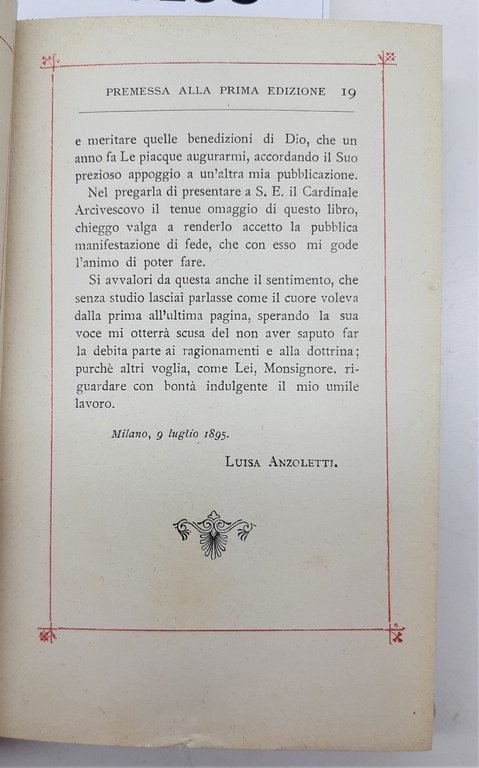 PREMESSA ALLA PRIMA EDIZIONE 19
e meritare quelle benedizioni di Dio, che un
anno fa Le piacque augurarmi, accordando il Suo
prezioso appoggio a un'altra mia pubblicazione.
Nel pregarla di presentare a S. E. il Cardinale
Arcivescovo il tenue omaggio di questo libro,
chieggo valga a renderlo accetto la pubblica
manifestazione di fede, che con esso mi gode
l'animo di poter fare.
Si avvalori da questa anche il sentimento, che
senza studio lasciai parlasse come il cuore voleva
dalla prima all'ultima pagina, sperando la sua
voce mi otterrà scusa del non aver saputo far
la debita parte ai ragionamenti e alla dottrina;
purchè altri voglia, come Lei, Monsignore, ri-
guardare con bontà indulgente il mio umile
lavoro.
Milano, 9 luglio 1895.
LUISA ANZOLETTI.